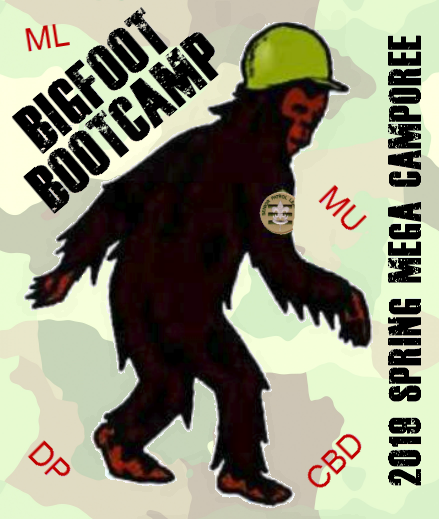 ML
BIGFOOT
BOOTCAMP
MU
2019 SPRING MEGA CAMPOREE
DP
CBD